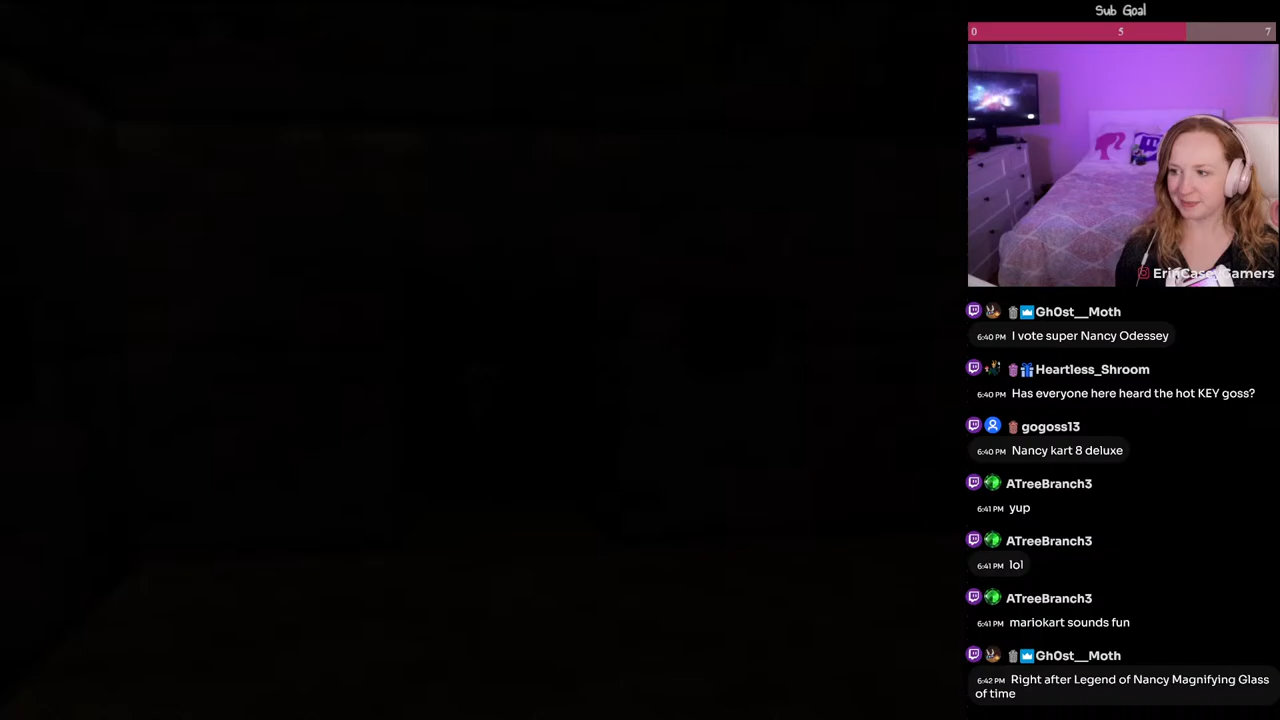 Sub Goal
0 5 7
ErinCaseyGamers
Gh0st__Moth
6:40 PM I vote super Nancy Odessey
Heartless_Shroom
6:40 PM Has everyone here heard the hot KEY goss?
gogoss13
6:40 PM Nancy kart 8 deluxe
ATreeBranch3
6:41 PM yup
ATreeBranch3
6:41 PM lol
ATreeBranch3
6:41 PM mariokart sounds fun
Gh0st__Moth
6:42 PM Right after Legend of Nancy Magnifying Glass
of time